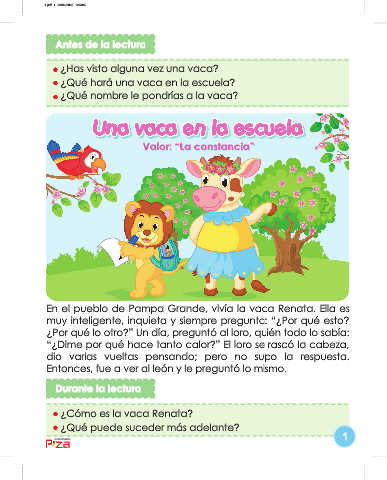 Antes de la lectura
¿Has visto alguna vez una vaca?
¿Qué hará una vaca en la escuela?
¿Qué nombre le pondrías a la vaca?
Una vaca en la escuela
Valor: “La constancia”
En el pueblo de Pampa Grande, vivía la vaca Renata. Ella es
muy inteligente, inquieta y siempre pregunta: “¿Por qué esto?
¿Por qué lo otro?” Un día, preguntó al loro, quién todo lo sabía:
“¿Dime por qué hace tanto calor?” El loro se rascó la cabeza,
dio varias vueltas pensando; pero no supo la respuesta.
Entonces, fue a ver al león y le preguntó lo mismo.
Durante la lectura
¿Cómo es la vaca Renata?
¿Qué puede suceder más adelante?
1